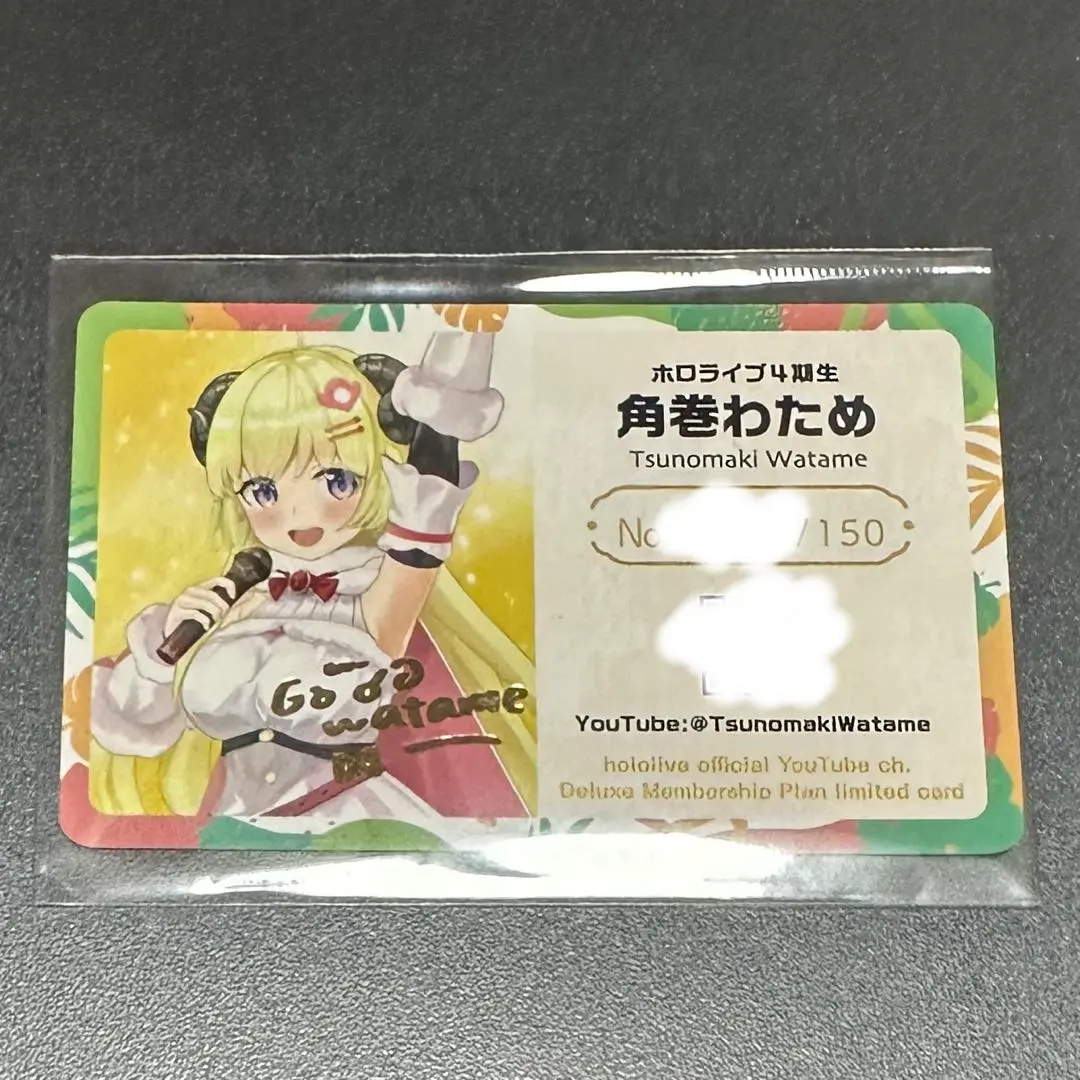 ホロライブ4期生
角巻わため
Tsunomaki Watame
No /150
watame
YouTube:@TsunomakiWatame
hololive official YouTube ch.
Deluxe Membership Plan limited card